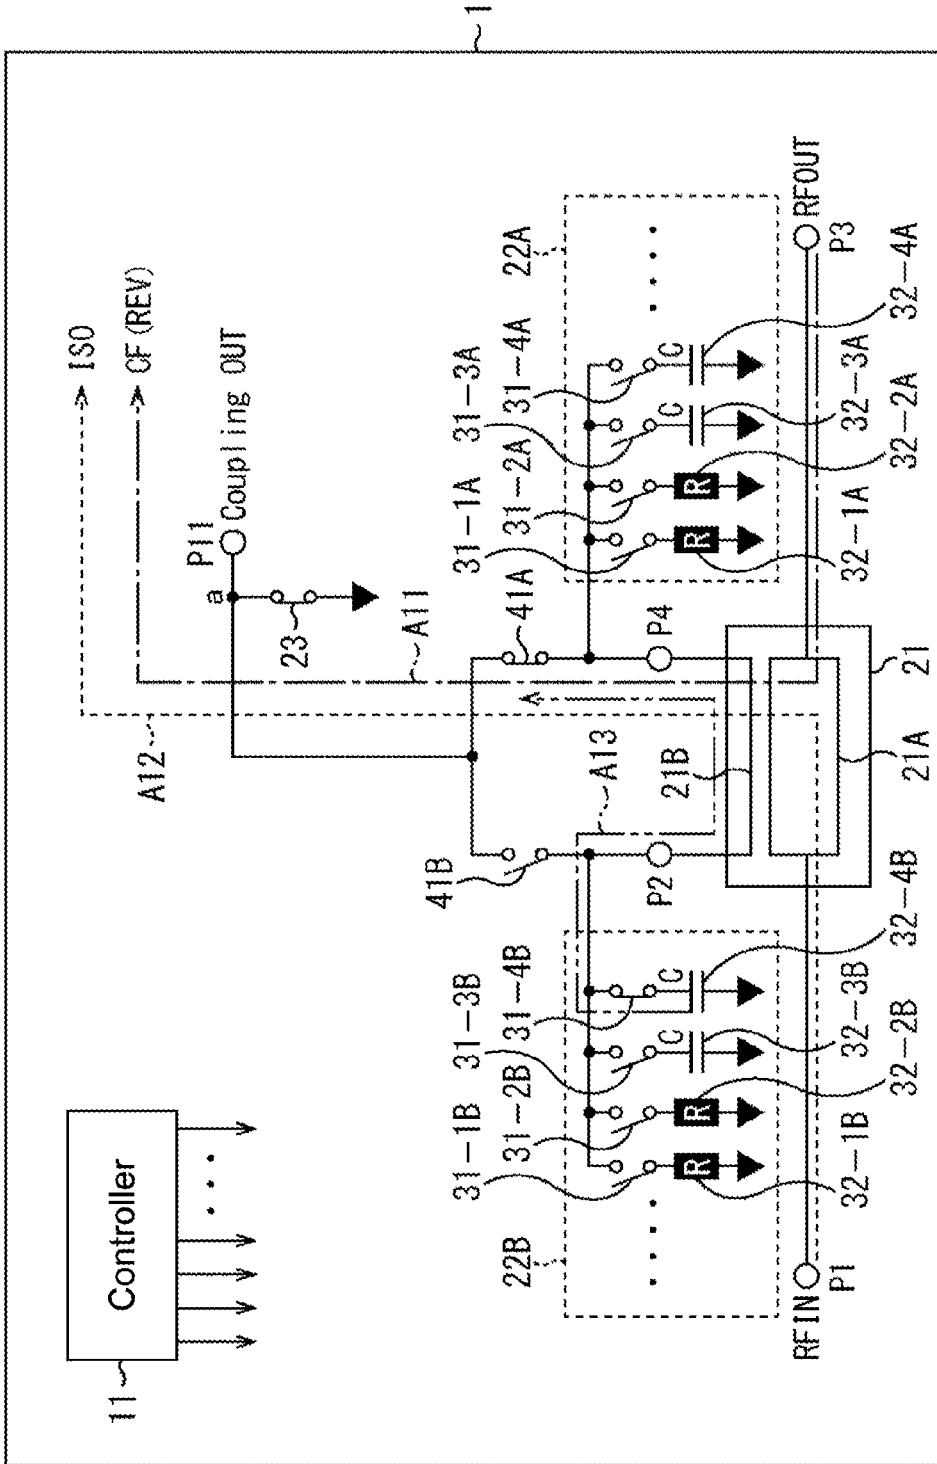 1
Controller
11
ISO
CF(REV)
A12
P11
Coupling OUT
a
23
A11
41A
41B
31-1A
31-2A
31-3A
31-4A
22A
C
C
R
R
32-1A
32-2A
32-3A
32-4A
P4
A13
P2
21B
21
21A
22B
31-1B
31-2B
31-3B
31-4B
C
C
R
R
32-1B
32-2B
32-3B
32-4B
RFIN
P1
RFOUT
P3